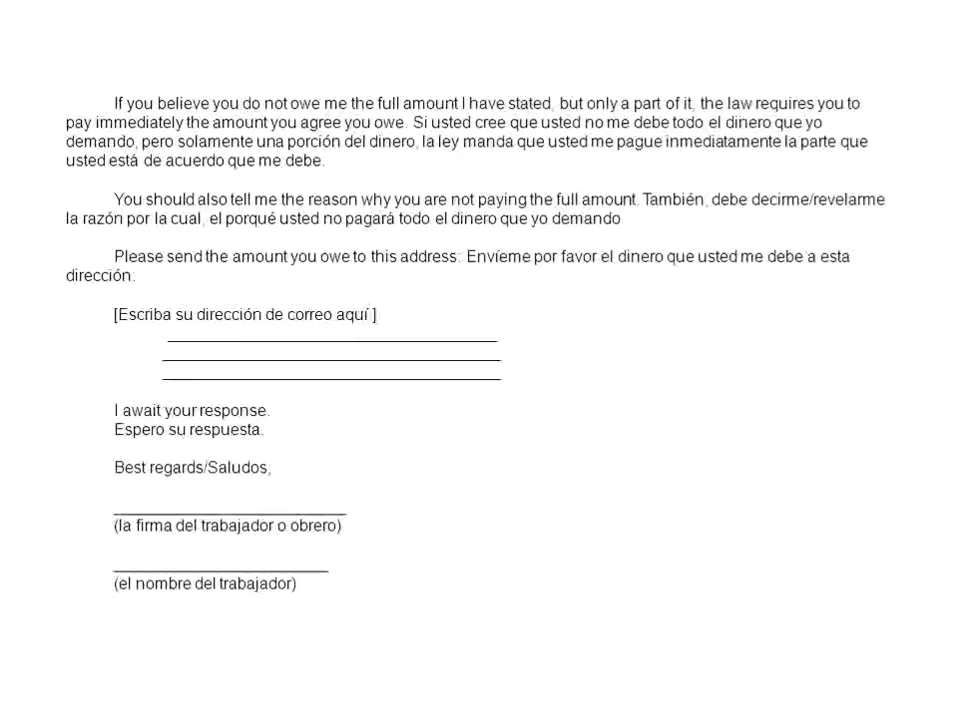 If you believe you do not owe me the full amount I have stated, but only a part of it, the law requires you to
pay immediately the amount you agree you owe. Si usted cree que usted no me debe todo el dinero que yo
demando, pero solamente una porción del dinero, la ley manda que usted me pague inmediatamente la parte que
usted está de acuerdo que me debe.
You should also tell me the reason why you are not paying the full amount. También, debe decirme/revelarme
la razón por la cual, el porqué usted no pagará todo el dinero que yo demando
Please send the amount you owe to this address: Envíeme por favor el dinero que usted me debe a esta
dirección:
[Escriba su dirección de correo aquí ]
I await your response.
Espero su respuesta.
Best regards/Saludos,
(la firma del trabajador o obrero)
(el nombre del trabajador)